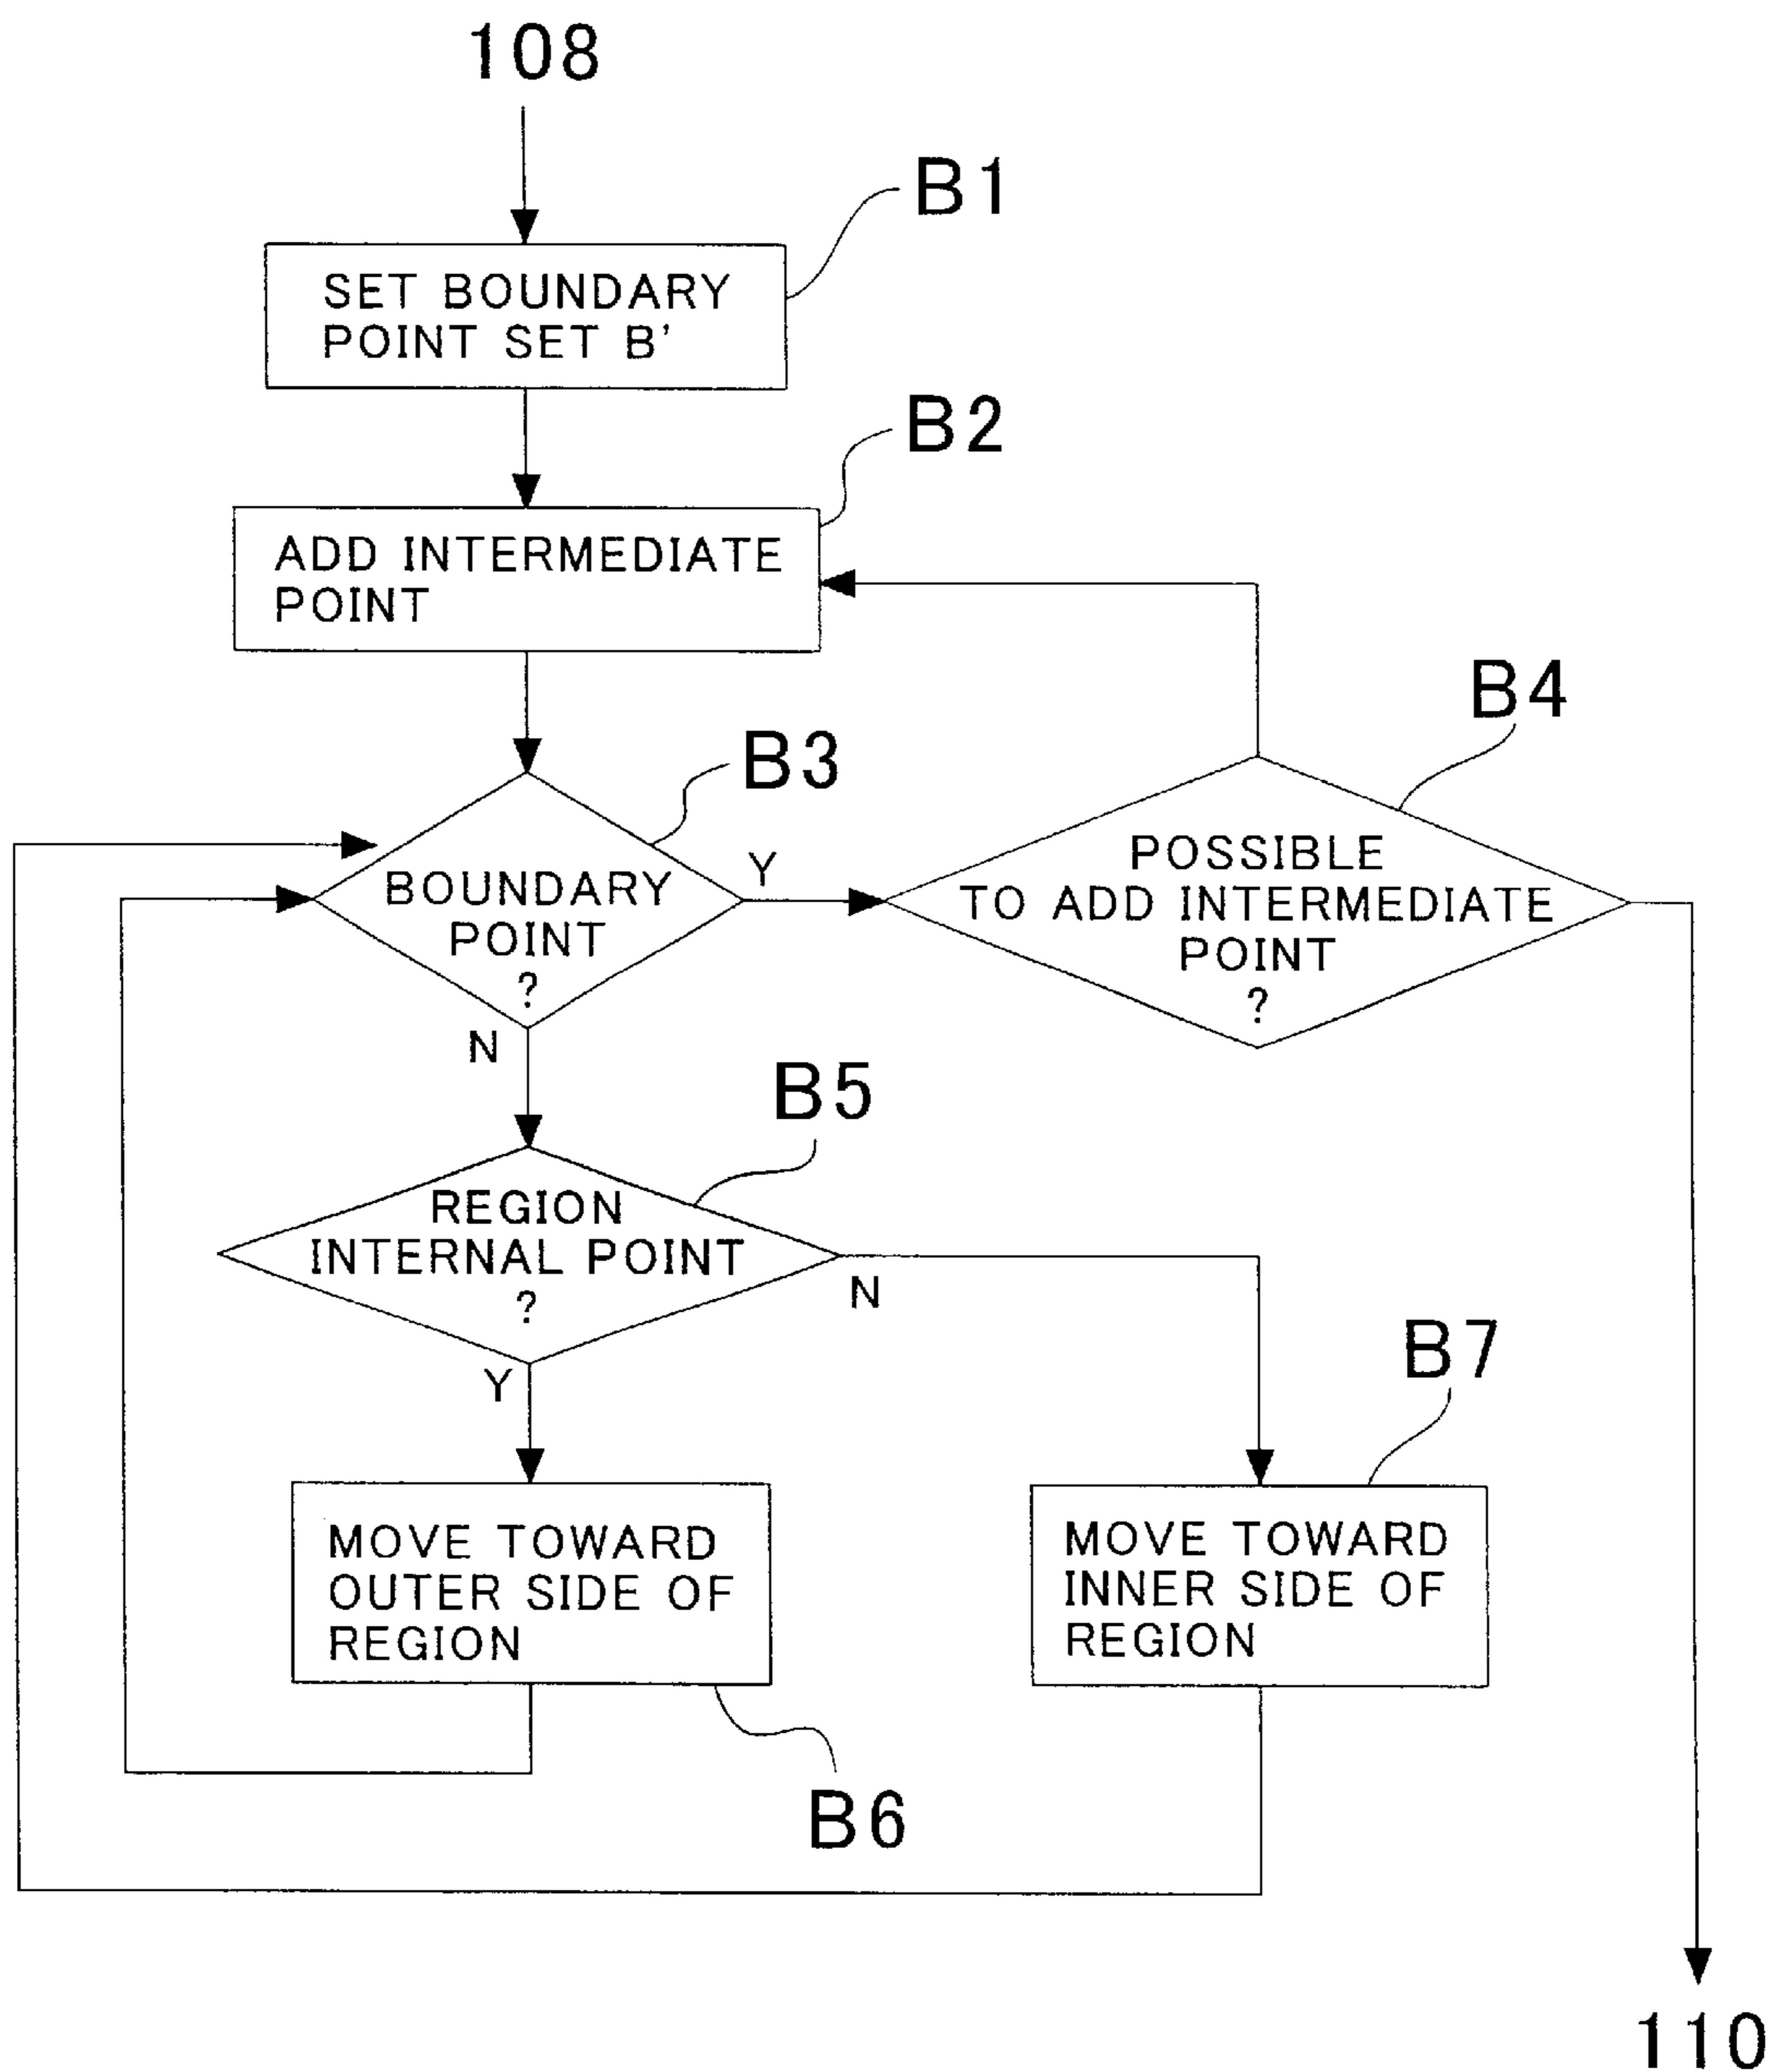 108
B1
SET BOUNDARY
POINT SET B'
B2
ADD INTERMEDIATE
POINT
B3
B4
BOUNDARY
POINT
?
Y
N
POSSIBLE
TO ADD INTERMEDIATE
POINT
?
B5
REGION
INTERNAL POINT
?
N
Y
B7
MOVE TOWARD
OUTER SIDE OF
REGION
MOVE TOWARD
INNER SIDE OF
REGION
B6
110